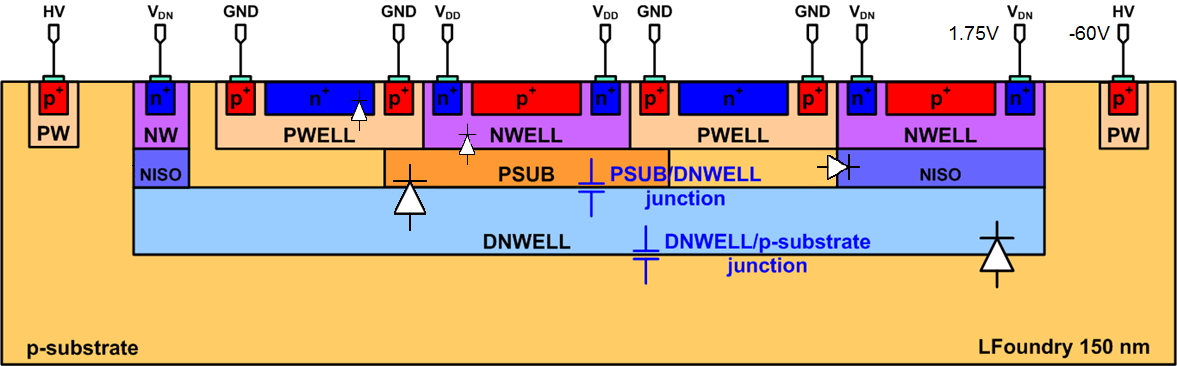 HV
V_DN
GND
GND
V_DD
V_DD
GND
GND
V_DN
1.75V
V_DN
-60V
HV
p+
n+
p+
n+
p+
n+
p+
n+
p+
n+
p+
n+
p+
n+
p+
PW
NW
PWELL
NWELL
PWELL
NWELL
PW
NISO
PSUB
PSUB/DNWELL
junction
NISO
DNWELL
DNWELL/p-substrate
junction
p-substrate
LFoundry 150 nm